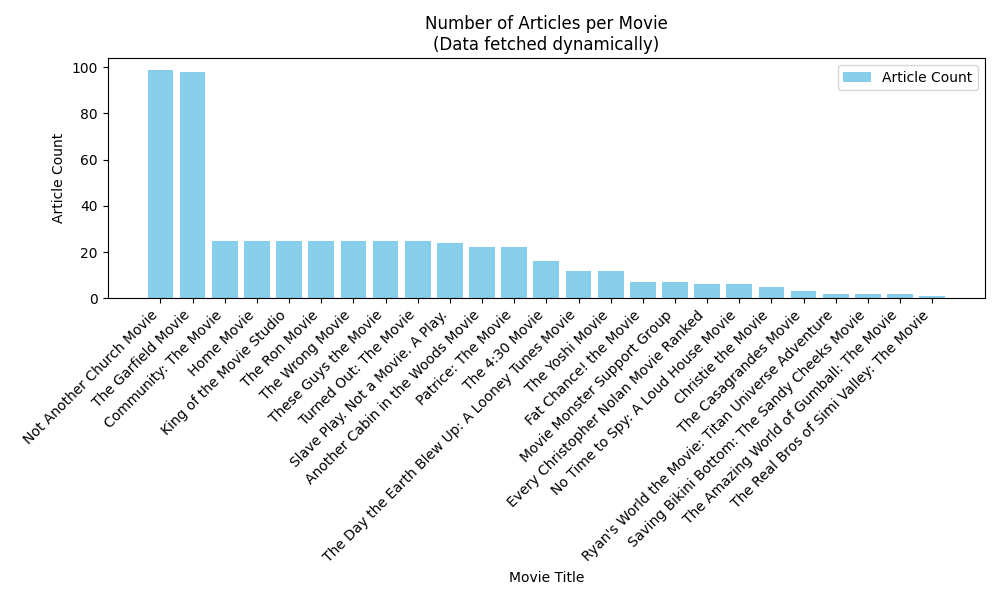 Number of Articles per Movie
(Data fetched dynamically)
Article Count
Article Count
100
80
60
40
20
0
Not Another Church Movie
The Garfield Movie
Community: The Movie
Home Movie
King of the Movie Studio
The Ron Movie
The Wrong Movie
These Guys the Movie
Turned Out: The Movie
Slave Play. Not a Movie. A Play.
Another Cabin in the Woods Movie
Patrice: The Movie
The 4:30 Movie
The Day the Earth Blew Up: A Looney Tunes Movie
The Yoshi Movie
Fat Chance! the Movie
Movie Monster Support Group
Every Christopher Nolan Movie Ranked
No Time to Spy: A Loud House Movie
Christie the Movie
The Casagrandes Movie
Ryan's World the Movie: Titan Universe Adventure
Saving Bikini Bottom: The Sandy Cheeks Movie
The Amazing World of Gumball: The Movie
The Real Bros of Simi Valley: The Movie
Movie Title